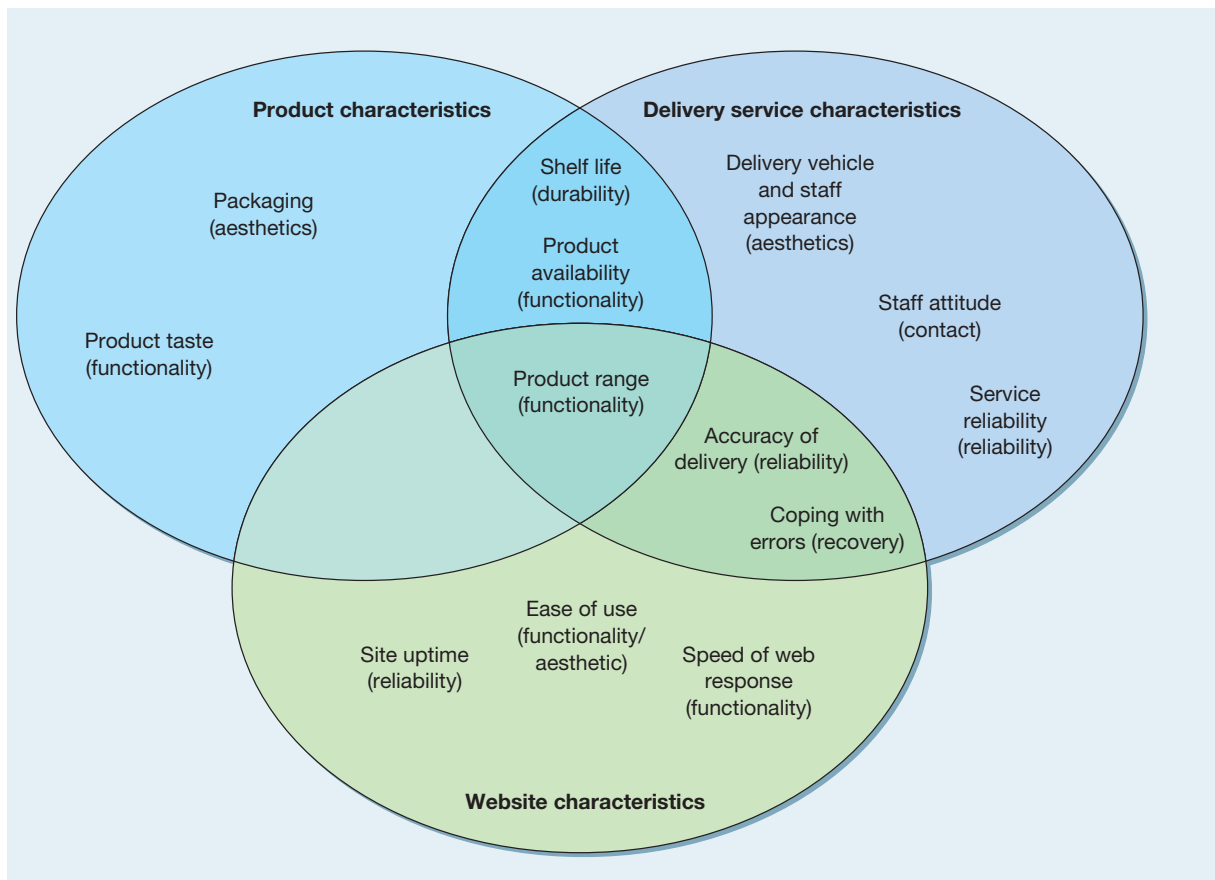 Product characteristics
Delivery service characteristics
Shelf life
(durability)
Delivery vehicle
and staff
appearance
(aesthetics)
Packaging
(aesthetics)
Product
availability
(functionality)
Staff attitude
(contact)
Product taste
(functionality)
Product range
(functionality)
Service
reliability
(reliability)
Accuracy of
delivery (reliability)
Coping with
errors (recovery)
Ease of use
(functionality/
aesthetic)
Site uptime
(reliability)
Speed of web
response
(functionality)
Website characteristics